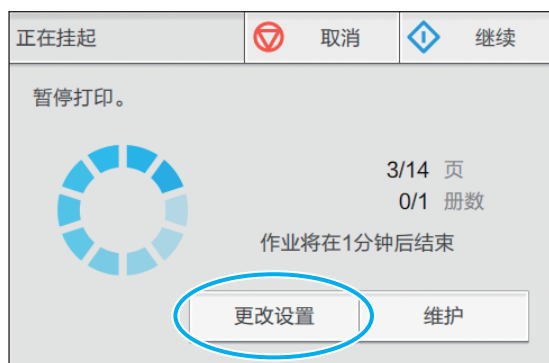 正在挂起 取消 继续
暂停打印。
3/14 页
0/1 册数
作业将在1分钟后结束
更改设置 维护